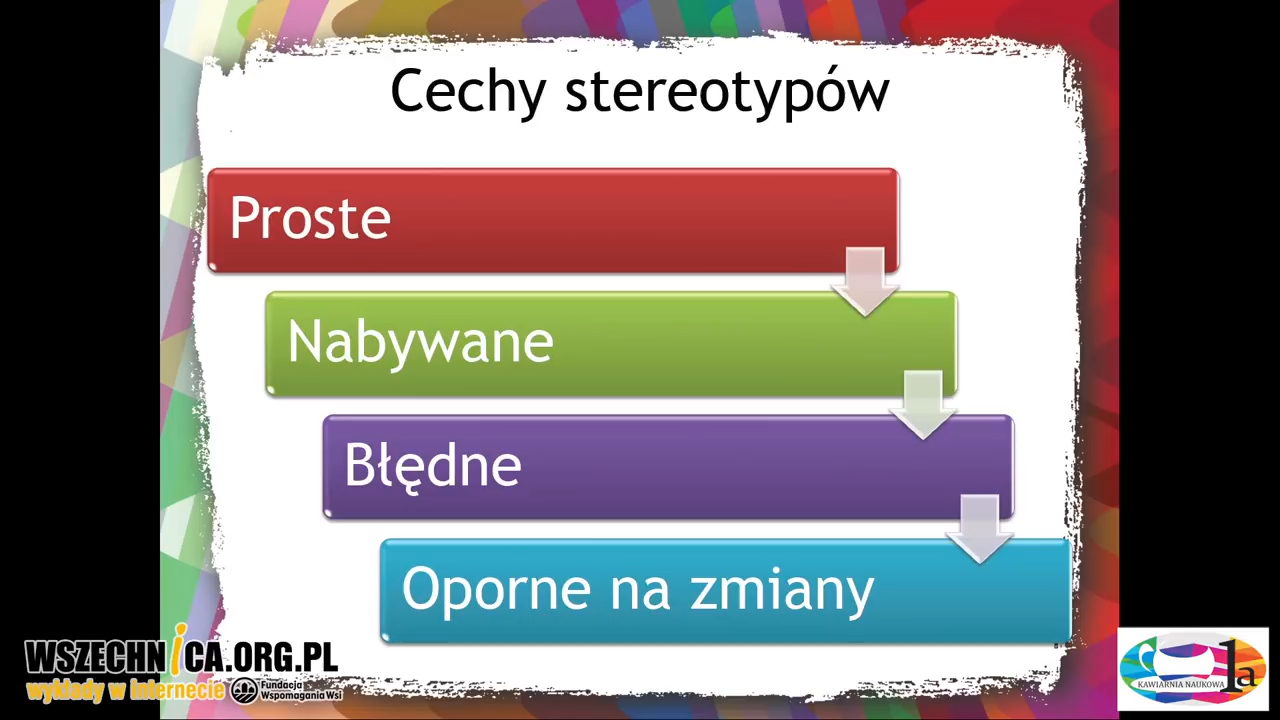 Cechy stereotypów
Proste
Nabywane
Błędne
Oporne na zmiany
WSZECHNICA.ORG.PL
wykłady w internecie
Fundacja
Wspomagania Wsi
KAWIARNIA NAUKOWA
1a